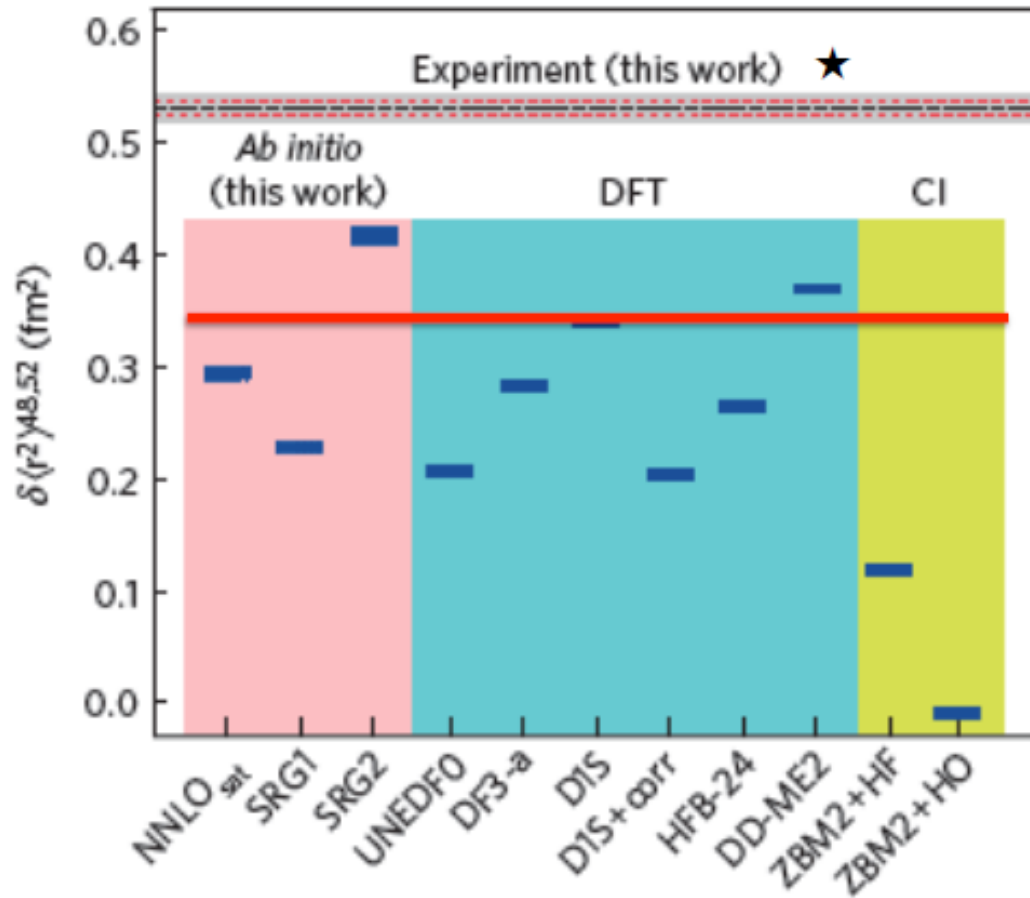 0.6
Experiment (this work) ★
0.5
Ab initio
(this work)
DFT
CI
0.4
0.3
0.2
0.1
0.0
δ⟨r²⟩48,52 (fm²)
NNLOsat
SRG1
SRG2
UNEDF0
DF3-a
D1S
D1S+corr
HFB-24
DD-ME2
ZBM2+HF
ZBM2+HO